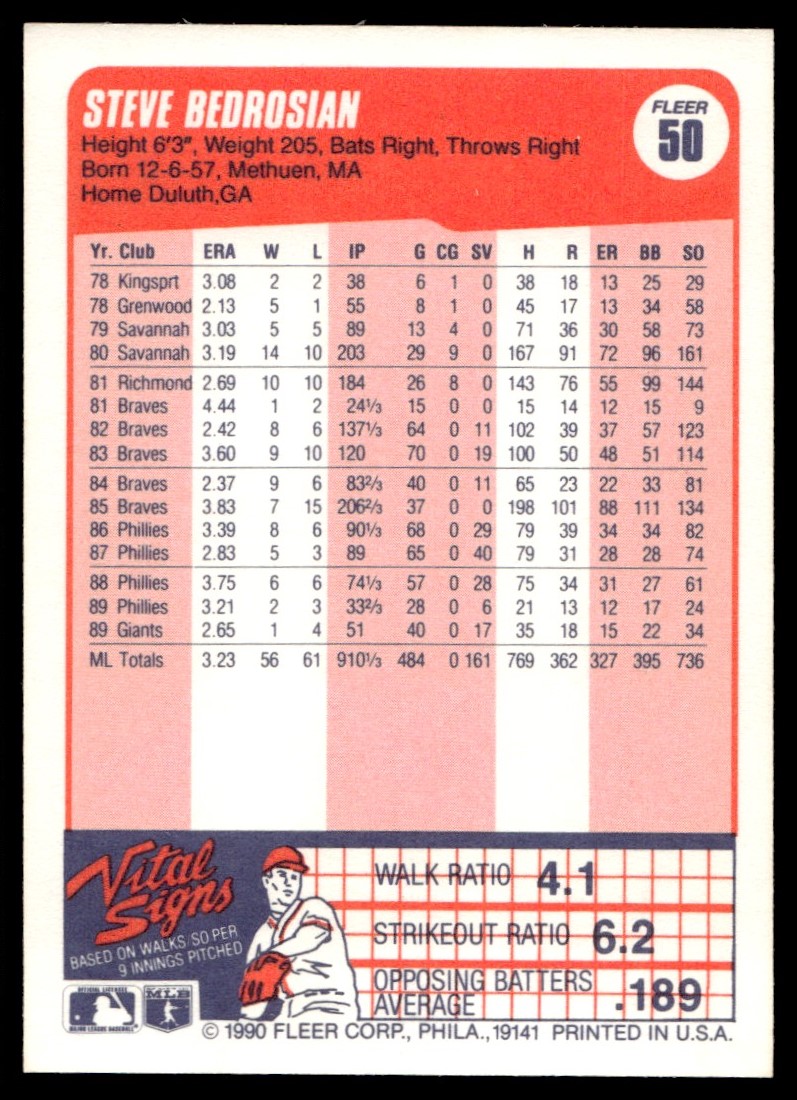 STEVE BEDROSIAN
FLEER
50
Height 6'3", Weight 205, Bats Right, Throws Right
Born 12-6-57, Methuen, MA
Home Duluth,GA
Yr. Club ERA W L IP G CG SV H R ER BB SO
78 Kingsprt 3.08 2 2 38 6 1 0 38 18 13 25 29
78 Grenwood 2.13 5 1 55 8 1 0 45 17 13 34 58
79 Savannah 3.03 5 5 89 13 4 0 71 36 30 58 73
80 Savannah 3.19 14 10 203 29 9 0 167 91 72 96 161
81 Richmond 2.69 10 10 184 26 8 0 143 76 55 99 144
81 Braves 4.44 1 2 24⅓ 15 0 0 15 14 12 15 9
82 Braves 2.42 8 6 137⅓ 64 0 11 102 39 37 57 123
83 Braves 3.60 9 10 120 70 0 19 100 50 48 51 114
84 Braves 2.37 9 6 83⅔ 40 0 11 65 23 22 33 81
85 Braves 3.83 7 15 206⅔ 37 0 0 198 101 88 111 134
86 Phillies 3.39 8 6 90⅓ 68 0 29 79 39 34 34 82
87 Phillies 2.83 5 3 89 65 0 40 79 31 28 28 74
88 Phillies 3.75 6 6 74⅓ 57 0 28 75 34 31 27 61
89 Phillies 3.21 2 3 33⅔ 28 0 6 21 13 12 17 24
89 Giants 2.65 1 4 51 40 0 17 35 18 15 22 34
ML Totals 3.23 56 61 910⅓ 484 0 161 769 362 327 395 736
Vital
Signs
BASED ON WALKS/SO PER
9 INNINGS PITCHED
WALK RATIO 4.1
STRIKEOUT RATIO 6.2
OPPOSING BATTERS
AVERAGE .189
OFFICIAL LICENSEE
MAJOR LEAGUE BASEBALL
MLB
© 1990 FLEER CORP., PHILA., 19141 PRINTED IN U.S.A.